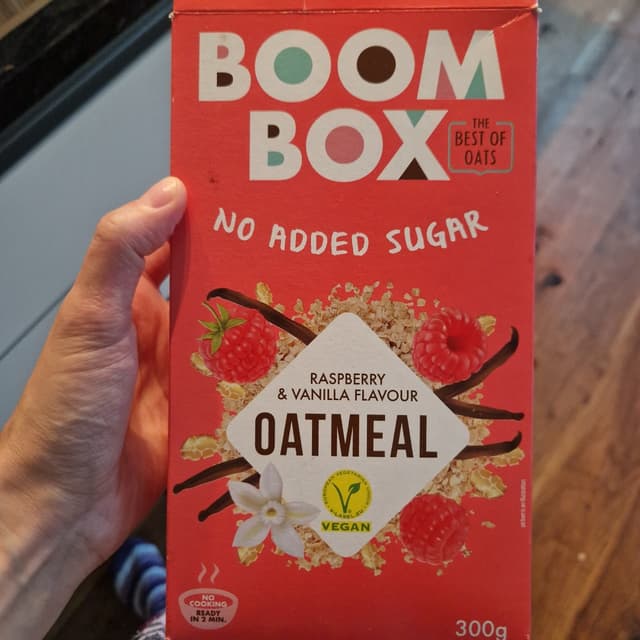 BOOM
BOX
THE
BEST OF
OATS
NO ADDED SUGAR
RASPBERRY
& VANILLA FLAVOUR
OATMEAL
VEGAN
NO
COOKING
READY
IN 2 MIN.
300g